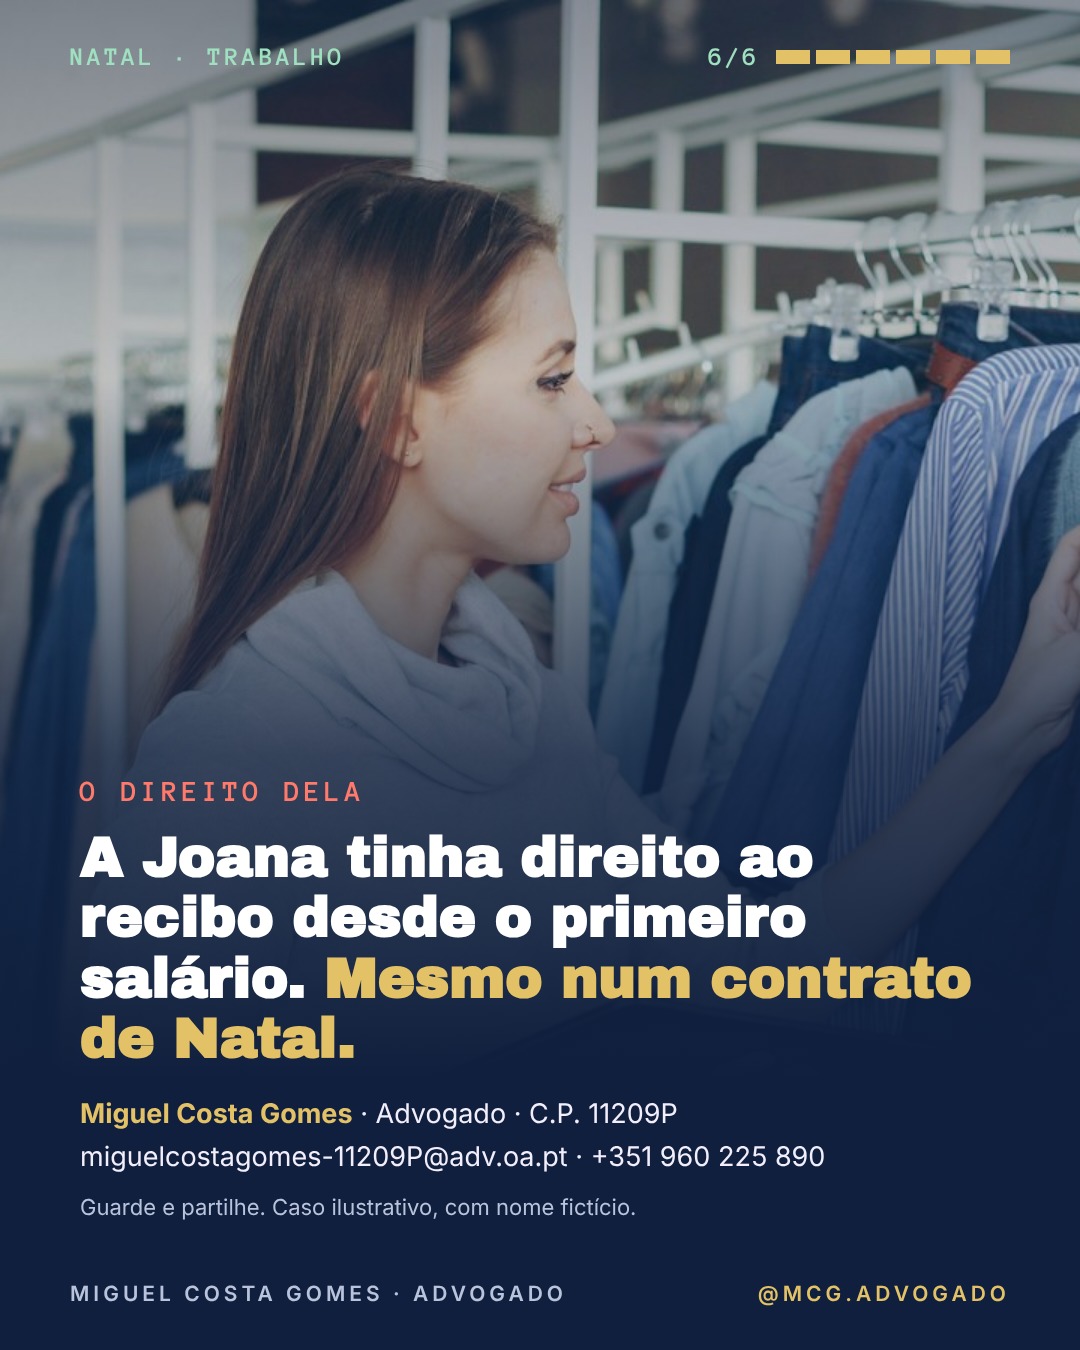 NATAL · TRABALHO
6/6
O DIREITO DELA
A Joana tinha direito ao
recibo desde o primeiro
salário. Mesmo num contrato
de Natal.
Miguel Costa Gomes · Advogado · C.P. 11209P
miguelcostagomes-11209P@adv.oa.pt · +351 960 225 890
Guarde e partilhe. Caso ilustrativo, com nome fictício.
MIGUEL COSTA GOMES · ADVOGADO
@MCG.ADVOGADO